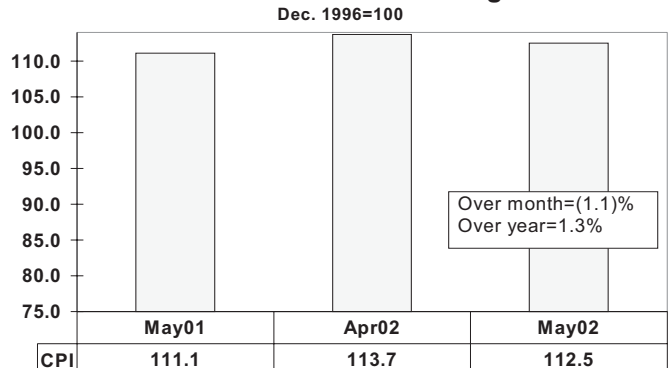 Dec. 1996=100
110.0
105.0
100.0
95.0
90.0
85.0
80.0
75.0
Over month=(1.1)%
Over year=1.3%
May01 Apr02 May02
CPI 111.1 113.7 112.5